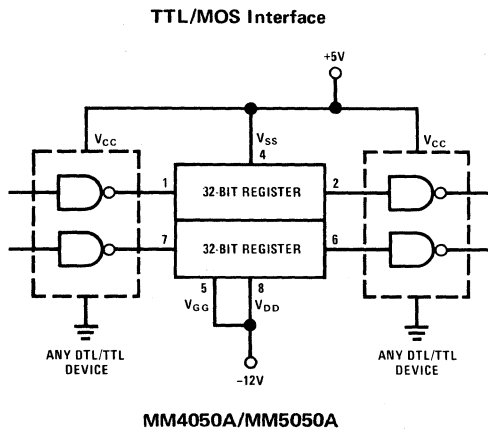 TTL/MOS Interface
+5V
VCC
VSS
VCC
4
1
32-BIT REGISTER
2
7
32-BIT REGISTER
6
5
8
VGG
VDD
ANY DTL/TTL
DEVICE
-12V
ANY DTL/TTL
DEVICE
MM4050A/MM5050A